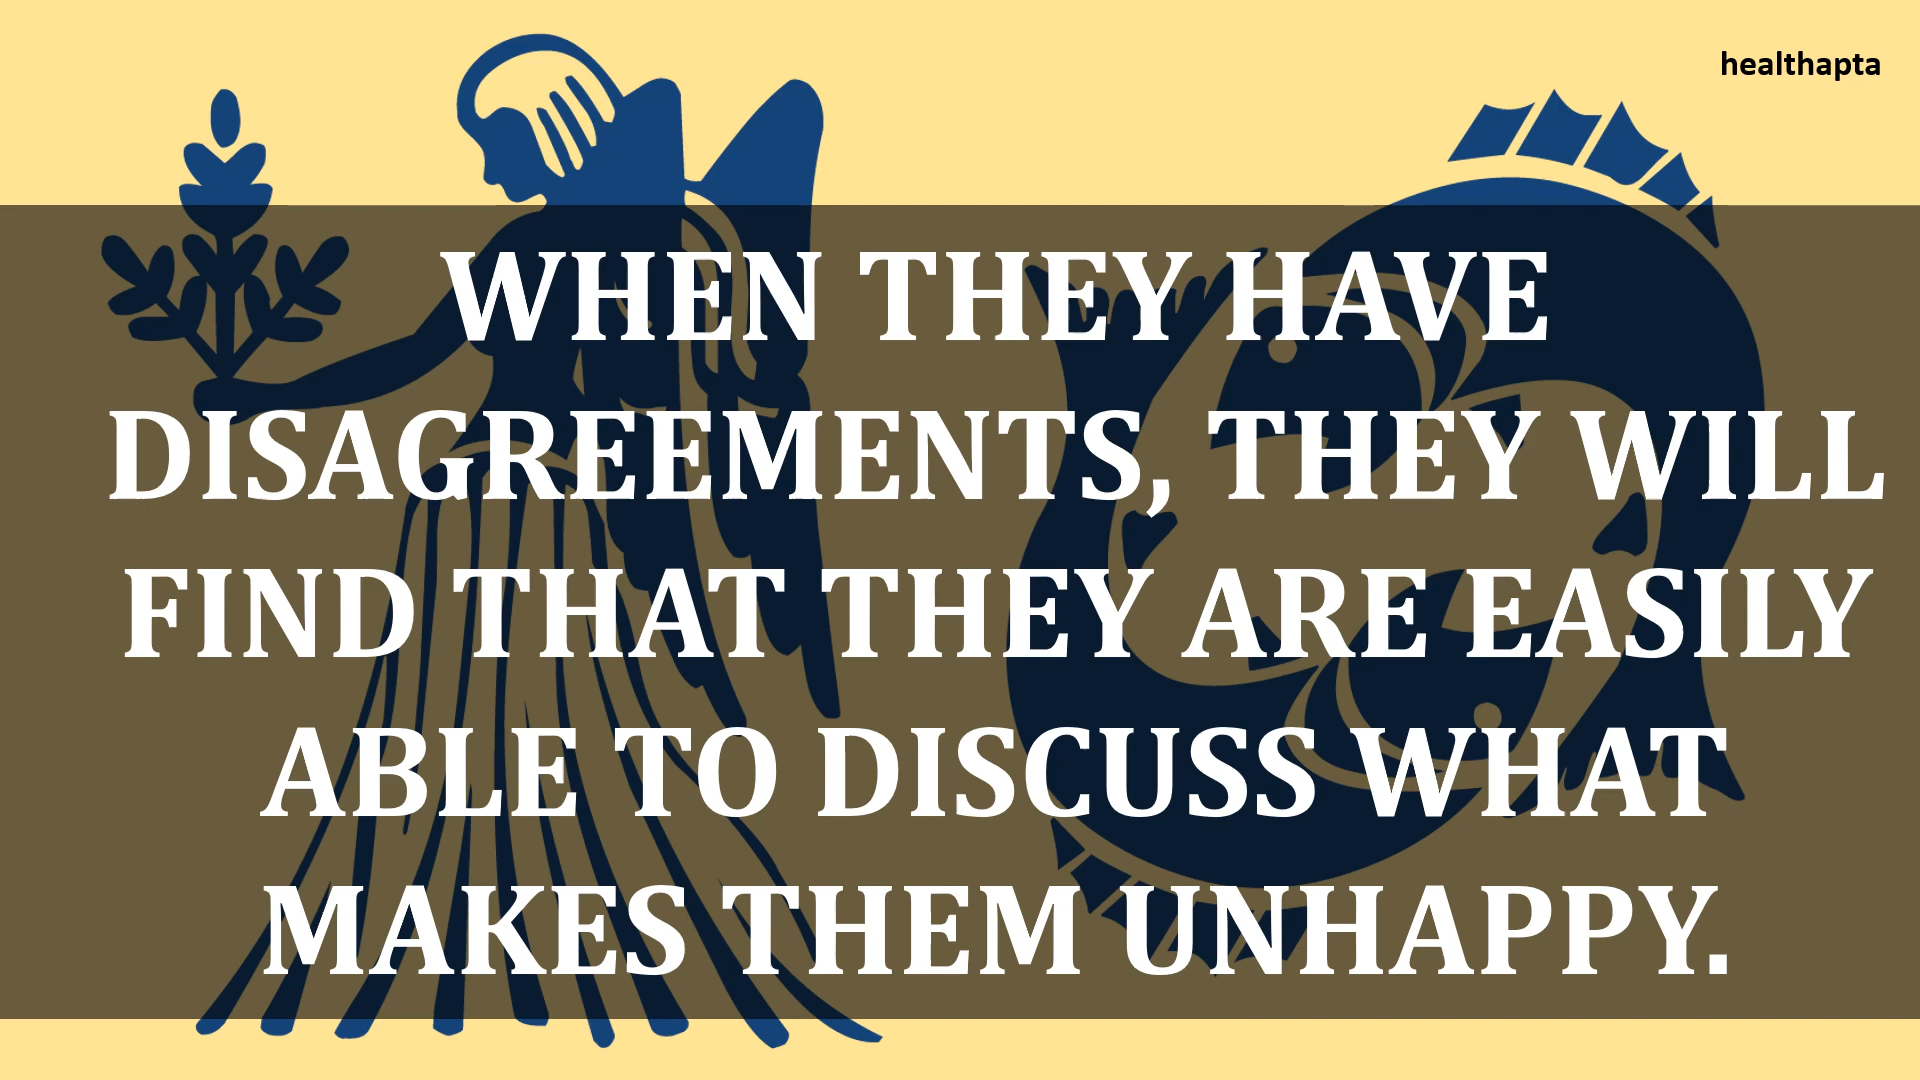 healthapta
WHEN THEY HAVE
DISAGREEMENTS, THEY WILL
FIND THAT THEY ARE EASILY
ABLE TO DISCUSS WHAT
MAKES THEM UNHAPPY.